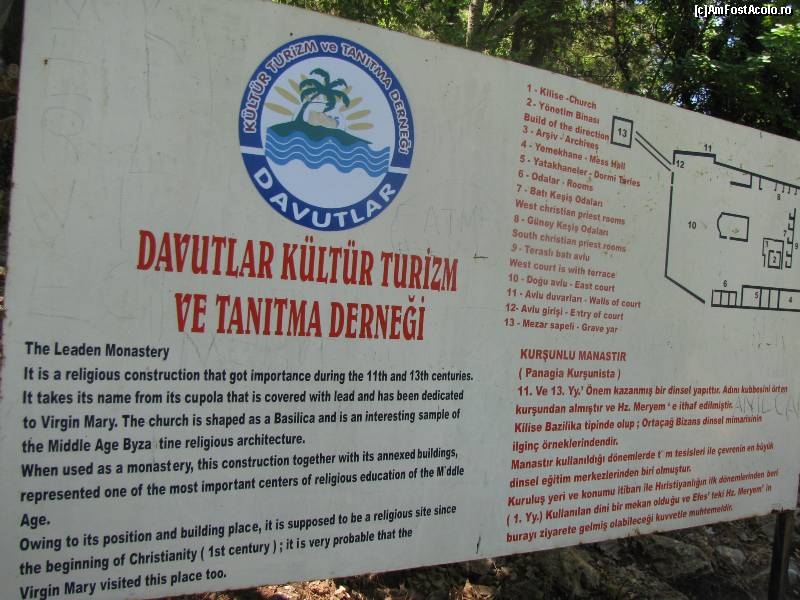 [c]AmFostAcolo.ro
KÜLTÜR TURİZM ve TANITMA DERNEĞİ
DAVUTLAR
DAVUTLAR KÜLTÜR TURİZM
VE TANITMA DERNEĞİ
The Leaden Monastery
It is a religious construction that got importance during the 11th and 13th centuries.
It takes its name from its cupola that is covered with lead and has been dedicated
to Virgin Mary. The church is shaped as a Basilica and is an interesting sample of
the Middle Age Byza tine religious architecture.
When used as a monastery, this construction together with its annexed buildings,
represented one of the most important centers of religious education of the Middle
Age.
Owing to its position and building place, it is supposed to be a religious site since
the beginning of Christianity ( 1st century ) ; it is very probable that the
Virgin Mary visited this place too.
1 - Kilise -Church
2 - Yönetim Binası
Build of the direction
3 - Arşiv - Archives
4 - Yemekhane - Mess Hall
5 - Yatakhaneler - Dormi Tories
6 - Odalar - Rooms
7 - Batı Keşiş Odaları
West christian priest rooms
8 - Güney Keşiş Odaları
South christian priest rooms
9 - Teraslı batı avlu
West court is with terrace
10 - Doğu avlu - East court
11 - Avlu duvarları - Walls of court
12- Avlu girişi - Entry of court
13 - Mezar sapeli - Grave yar
13
11
12
8
10
7
9
1
2
6
5
4
KURŞUNLU MANASTIR
( Panagia Kurşunista )
11. Ve 13. Yy.' Önem kazanmış bir dinsel yapıttır. Adını kubbesini örten
kurşundan almıştır ve Hz. Meryem ' e ithaf edilmiştir.
Kilise Bazilika tipinde olup ; Ortaçağ Bizans dinsel mimarisinin
ilginç örneklerindendir.
Manastır kullanıldığı dönemlerde t m tesisleri ile çevrenin en büyük
dinsel eğitim merkezlerinden biri olmuştur.
Kuruluş yeri ve konumu itibarı ile Hıristiyanlığın ilk dönemlerinden beri
( 1. Yy.) Kullanılan dini bir mekan olduğu ve Efes' teki Hz. Meryem' in
burayı ziyarete gelmiş olabileceği kuvvetle muhtemeldir.